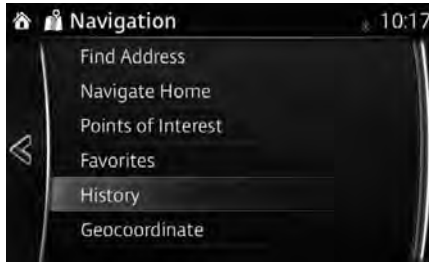 Navigation 10:17
Find Address
Navigate Home
Points of Interest
Favorites
History
Geocoordinate